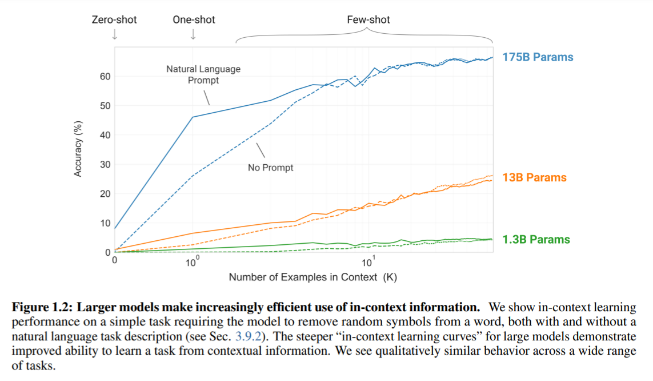 Zero-shot One-shot Few-shot
175B Params
60
Natural Language
Prompt
50
40
Accuracy (%)
30
No Prompt
13B Params
20
10
1.3B Params
0
0 10⁰ 10¹
Number of Examples in Context (K)
Figure 1.2: Larger models make increasingly efficient use of in-context information. We show in-context learning
performance on a simple task requiring the model to remove random symbols from a word, both with and without a
natural language task description (see Sec. 3.9.2). The steeper “in-context learning curves” for large models demonstrate
improved ability to learn a task from contextual information. We see qualitatively similar behavior across a wide range
of tasks.